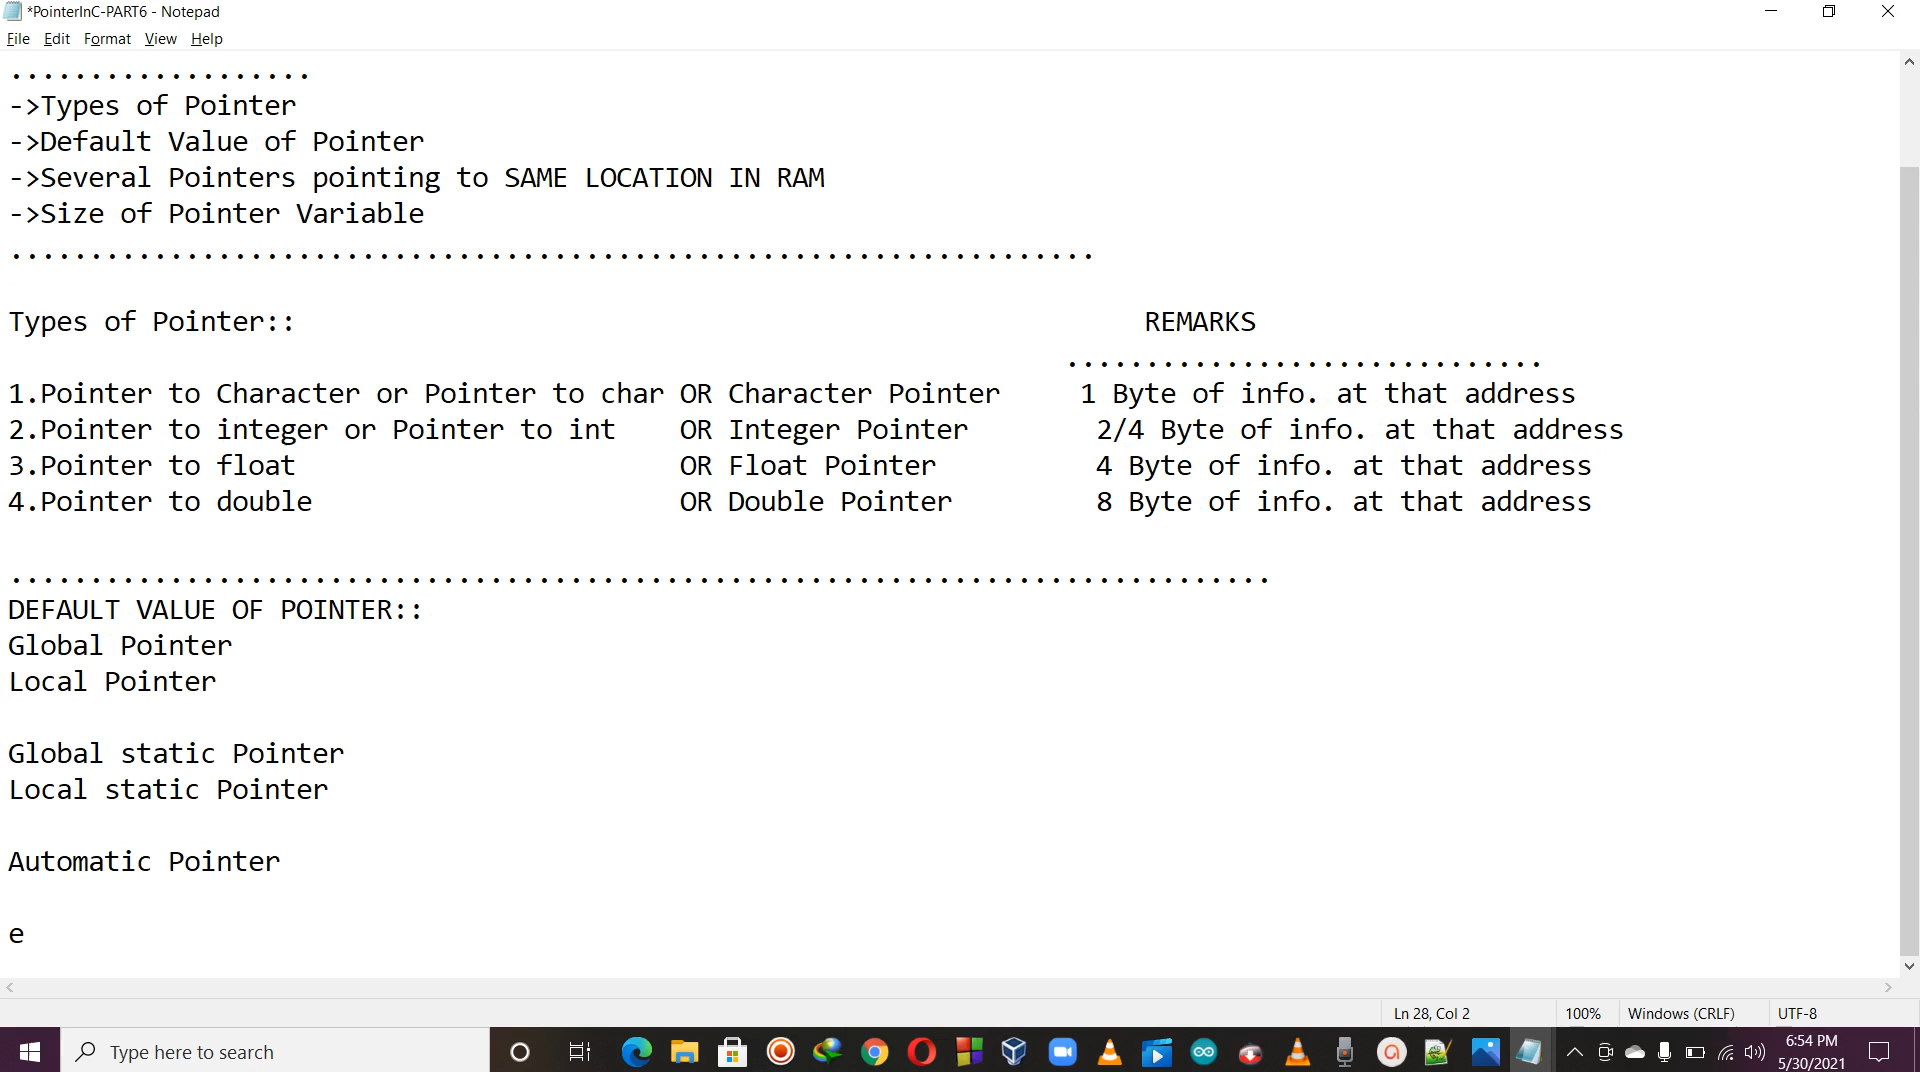 *PointerInC-PART6 - Notepad
File Edit Format View Help
...................
->Types of Pointer
->Default Value of Pointer
->Several Pointers pointing to SAME LOCATION IN RAM
->Size of Pointer Variable
....................................................................
Types of Pointer:: REMARKS
..............................
1.Pointer to Character or Pointer to char OR Character Pointer 1 Byte of info. at that address
2.Pointer to integer or Pointer to int OR Integer Pointer 2/4 Byte of info. at that address
3.Pointer to float OR Float Pointer 4 Byte of info. at that address
4.Pointer to double OR Double Pointer 8 Byte of info. at that address
...............................................................................
DEFAULT VALUE OF POINTER::
Global Pointer
Local Pointer
Global static Pointer
Local static Pointer
Automatic Pointer
e
Ln 28, Col 2 100% Windows (CRLF) UTF-8
Type here to search
6:54 PM
5/30/2021